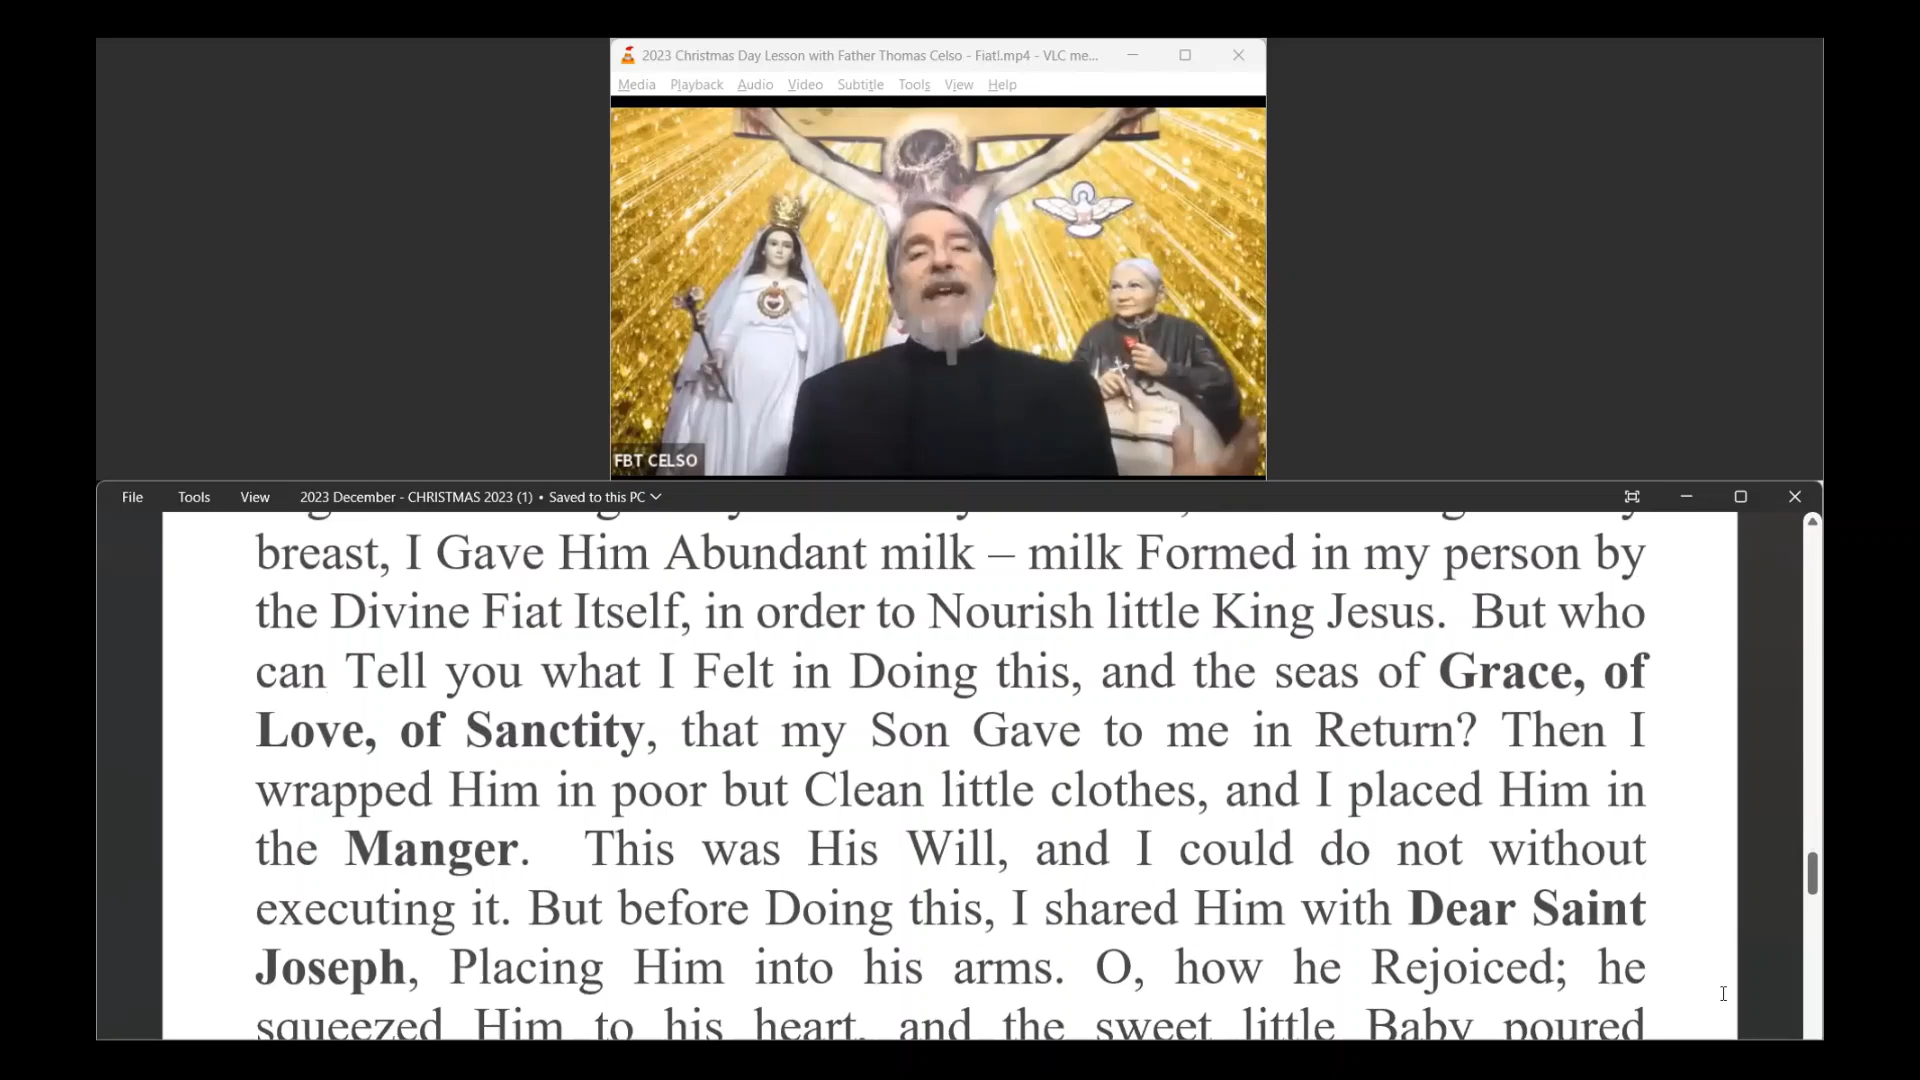 2023 Christmas Day Lesson with Father Thomas Celso - Fiat!.mp4 - VLC me...
Media Playback Audio Video Subtitle Tools View Help
FBT CELSO
File Tools View 2023 December - CHRISTMAS 2023 (1) • Saved to this PC
breast, I Gave Him Abundant milk – milk Formed in my person by
the Divine Fiat Itself, in order to Nourish little King Jesus. But who
can Tell you what I Felt in Doing this, and the seas of Grace, of
Love, of Sanctity, that my Son Gave to me in Return? Then I
wrapped Him in poor but Clean little clothes, and I placed Him in
the Manger. This was His Will, and I could do not without
executing it. But before Doing this, I shared Him with Dear Saint
Joseph, Placing Him into his arms. O, how he Rejoiced; he
squeezed Him to his heart, and the sweet little Baby poured